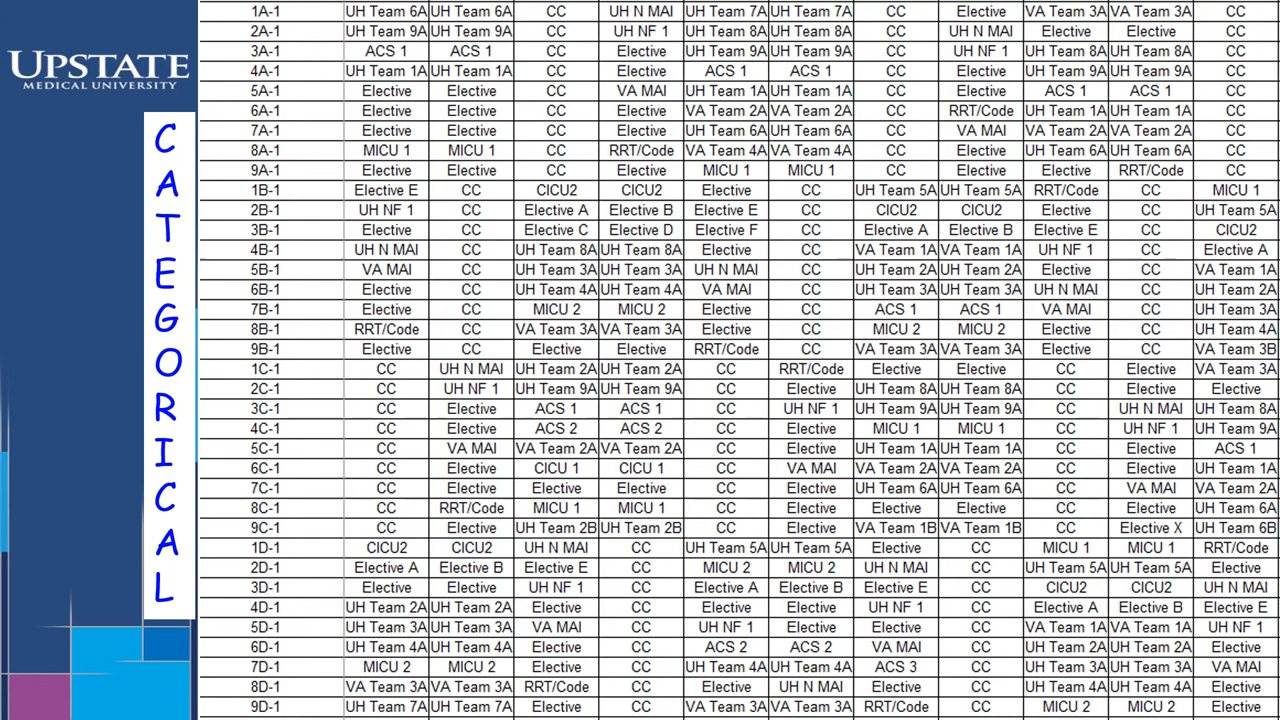 UPSTATE
MEDICAL UNIVERSITY
CATEGORICAL
1A-1 UH Team 6A UH Team 6A CC UH N MAI UH Team 7A UH Team 7A CC Elective VA Team 3A VA Team 3A CC
2A-1 UH Team 9A UH Team 9A CC UH NF 1 UH Team 8A UH Team 8A CC UH N MAI Elective Elective CC
3A-1 ACS 1 ACS 1 CC Elective UH Team 9A UH Team 9A CC UH NF 1 UH Team 8A UH Team 8A CC
4A-1 UH Team 1A UH Team 1A CC Elective ACS 1 ACS 1 CC Elective UH Team 9A UH Team 9A CC
5A-1 Elective Elective CC VA MAI UH Team 1A UH Team 1A CC Elective ACS 1 ACS 1 CC
6A-1 Elective Elective CC Elective VA Team 2A VA Team 2A CC RRT/Code UH Team 1A UH Team 1A CC
7A-1 Elective Elective CC Elective UH Team 6A UH Team 6A CC VA MAI VA Team 2A VA Team 2A CC
8A-1 MICU 1 MICU 1 CC RRT/Code VA Team 4A VA Team 4A CC Elective UH Team 6A UH Team 6A CC
9A-1 Elective Elective CC Elective MICU 1 MICU 1 CC Elective Elective RRT/Code CC
1B-1 Elective E CC CICU2 CICU2 Elective CC UH Team 5A UH Team 5A RRT/Code CC MICU 1
2B-1 UH NF 1 CC Elective A Elective B Elective E CC CICU2 CICU2 Elective CC UH Team 5A
3B-1 Elective CC Elective C Elective D Elective F CC Elective A Elective B Elective E CC CICU2
4B-1 UH N MAI CC UH Team 8A UH Team 8A Elective CC VA Team 1A VA Team 1A UH NF 1 CC Elective A
5B-1 VA MAI CC UH Team 3A UH Team 3A UH N MAI CC UH Team 2A UH Team 2A Elective CC VA Team 1A
6B-1 Elective CC UH Team 4A UH Team 4A VA MAI CC UH Team 3A UH Team 3A UH N MAI CC UH Team 2A
7B-1 Elective CC MICU 2 MICU 2 Elective CC ACS 1 ACS 1 VA MAI CC UH Team 3A
8B-1 RRT/Code CC VA Team 3A VA Team 3A Elective CC MICU 2 MICU 2 Elective CC UH Team 4A
9B-1 Elective CC Elective Elective RRT/Code CC VA Team 3A VA Team 3A Elective CC VA Team 3B
1C-1 CC UH N MAI UH Team 2A UH Team 2A CC RRT/Code Elective Elective CC Elective VA Team 3A
2C-1 CC UH NF 1 UH Team 9A UH Team 9A CC Elective UH Team 8A UH Team 8A CC Elective Elective
3C-1 CC Elective ACS 1 ACS 1 CC UH NF 1 UH Team 9A UH Team 9A CC UH N MAI UH Team 8A
4C-1 CC Elective ACS 2 ACS 2 CC Elective MICU 1 MICU 1 CC UH NF 1 UH Team 9A
5C-1 CC VA MAI VA Team 2A VA Team 2A CC Elective UH Team 1A UH Team 1A CC Elective ACS 1
6C-1 CC Elective CICU 1 CICU 1 CC VA MAI VA Team 2A VA Team 2A CC Elective UH Team 1A
7C-1 CC Elective Elective Elective CC Elective UH Team 6A UH Team 6A CC VA MAI VA Team 2A
8C-1 CC RRT/Code MICU 1 MICU 1 CC Elective Elective Elective CC Elective UH Team 6A
9C-1 CC Elective UH Team 2B UH Team 2B CC Elective VA Team 1B VA Team 1B CC Elective X UH Team 6B
1D-1 CICU2 CICU2 UH N MAI CC UH Team 5A UH Team 5A Elective CC MICU 1 MICU 1 RRT/Code
2D-1 Elective A Elective B Elective E CC MICU 2 MICU 2 UH N MAI CC UH Team 5A UH Team 5A Elective
3D-1 Elective Elective UH NF 1 CC Elective A Elective B Elective E CC CICU2 CICU2 UH N MAI
4D-1 UH Team 2A UH Team 2A Elective CC Elective Elective UH NF 1 CC Elective A Elective B Elective E
5D-1 UH Team 3A UH Team 3A VA MAI CC UH NF 1 Elective Elective CC VA Team 1A VA Team 1A UH NF 1
6D-1 UH Team 4A UH Team 4A Elective CC ACS 2 ACS 2 VA MAI CC UH Team 2A UH Team 2A Elective
7D-1 MICU 2 MICU 2 Elective CC UH Team 4A UH Team 4A ACS 3 CC UH Team 3A UH Team 3A VA MAI
8D-1 VA Team 3A VA Team 3A RRT/Code CC Elective UH N MAI Elective CC UH Team 4A UH Team 4A Elective
9D-1 UH Team 7A UH Team 7A Elective CC VA Team 3A VA Team 3A RRT/Code CC MICU 2 MICU 2 Elective